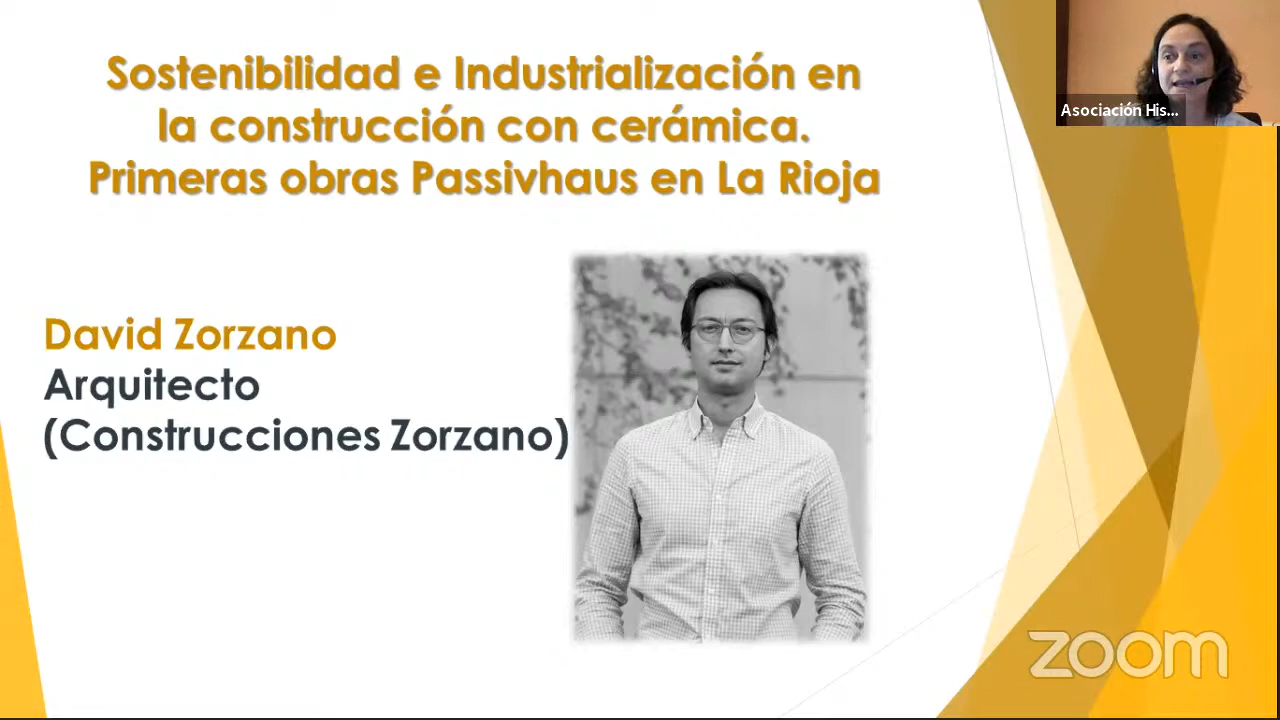 Sostenibilidad e Industrialización en
la construcción con cerámica.
Primeras obras Passivhaus en La Rioja
David Zorzano
Arquitecto
(Construcciones Zorzano)
Asociación His...
zoom